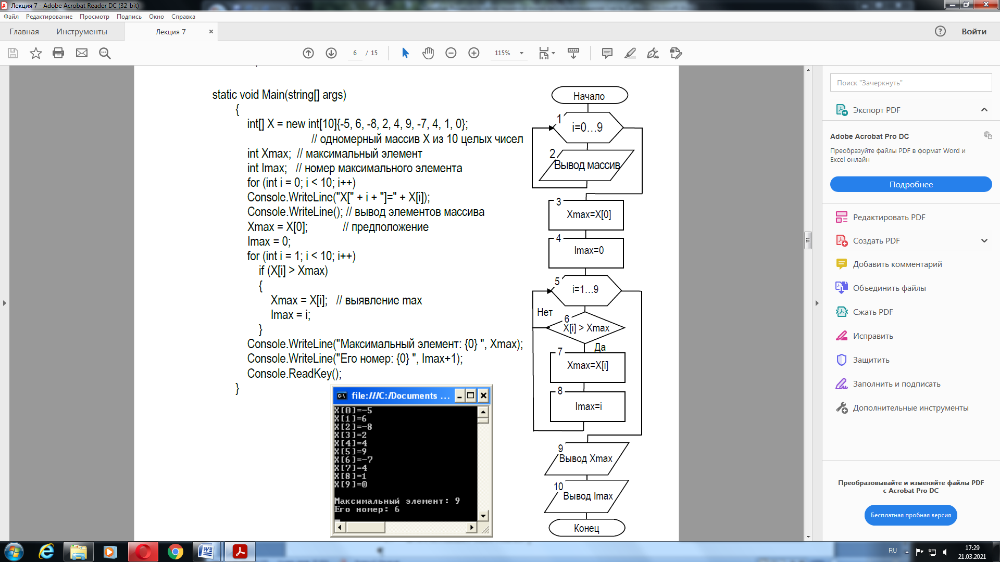 Лекция 7 - Adobe Acrobat Reader DC (32-bit)
Файл Редактирование Просмотр Подпись Окно Справка
Главная Инструменты Лекция 7 Войти
6 / 15 115%
static void Main(string[] args)
{
int[] X = new int[10]{-5, 6, -8, 2, 4, 9, -7, 4, 1, 0};
// одномерный массив X из 10 целых чисел
int Xmax; // максимальный элемент
int Imax; // номер максимального элемента
for (int i = 0; i < 10; i++)
Console.WriteLine("X[" + i + "]=" + X[i]);
Console.WriteLine(); // вывод элементов массива
Xmax = X[0]; // предположение
Imax = 0;
for (int i = 1; i < 10; i++)
if (X[i] > Xmax)
{
Xmax = X[i]; // выявление max
Imax = i;
}
Console.WriteLine("Максимальный элемент: {0} ", Xmax);
Console.WriteLine("Его номер: {0} ", Imax+1);
Console.ReadKey();
}
file:///C:/Documents ...
X[0]=-5
X[1]=6
X[2]=-8
X[3]=2
X[4]=4
X[5]=9
X[6]=-7
X[7]=4
X[8]=1
X[9]=0
Максимальный элемент: 9
Его номер: 6
Начало
1
i=0...9
2
Вывод массив
3
Xmax=X[0]
4
Imax=0
5
i=1...9
Нет
6
X[i] > Xmax
Да
7
Xmax=X[i]
8
Imax=i
9
Вывод Xmax
10
Вывод Imax
Конец
Поиск "Зачеркнуть"
Экспорт PDF
Adobe Acrobat Pro DC
Преобразуйте файлы PDF в формат Word и
Excel онлайн
Подробнее
Редактировать PDF
Создать PDF
Добавить комментарий
Объединить файлы
Сжать PDF
Исправить
Защитить
Заполнить и подписать
Дополнительные инструменты
Преобразовывайте и изменяйте файлы PDF
с Acrobat Pro DC
Бесплатная пробная версия
RU
17:29
21.03.2021